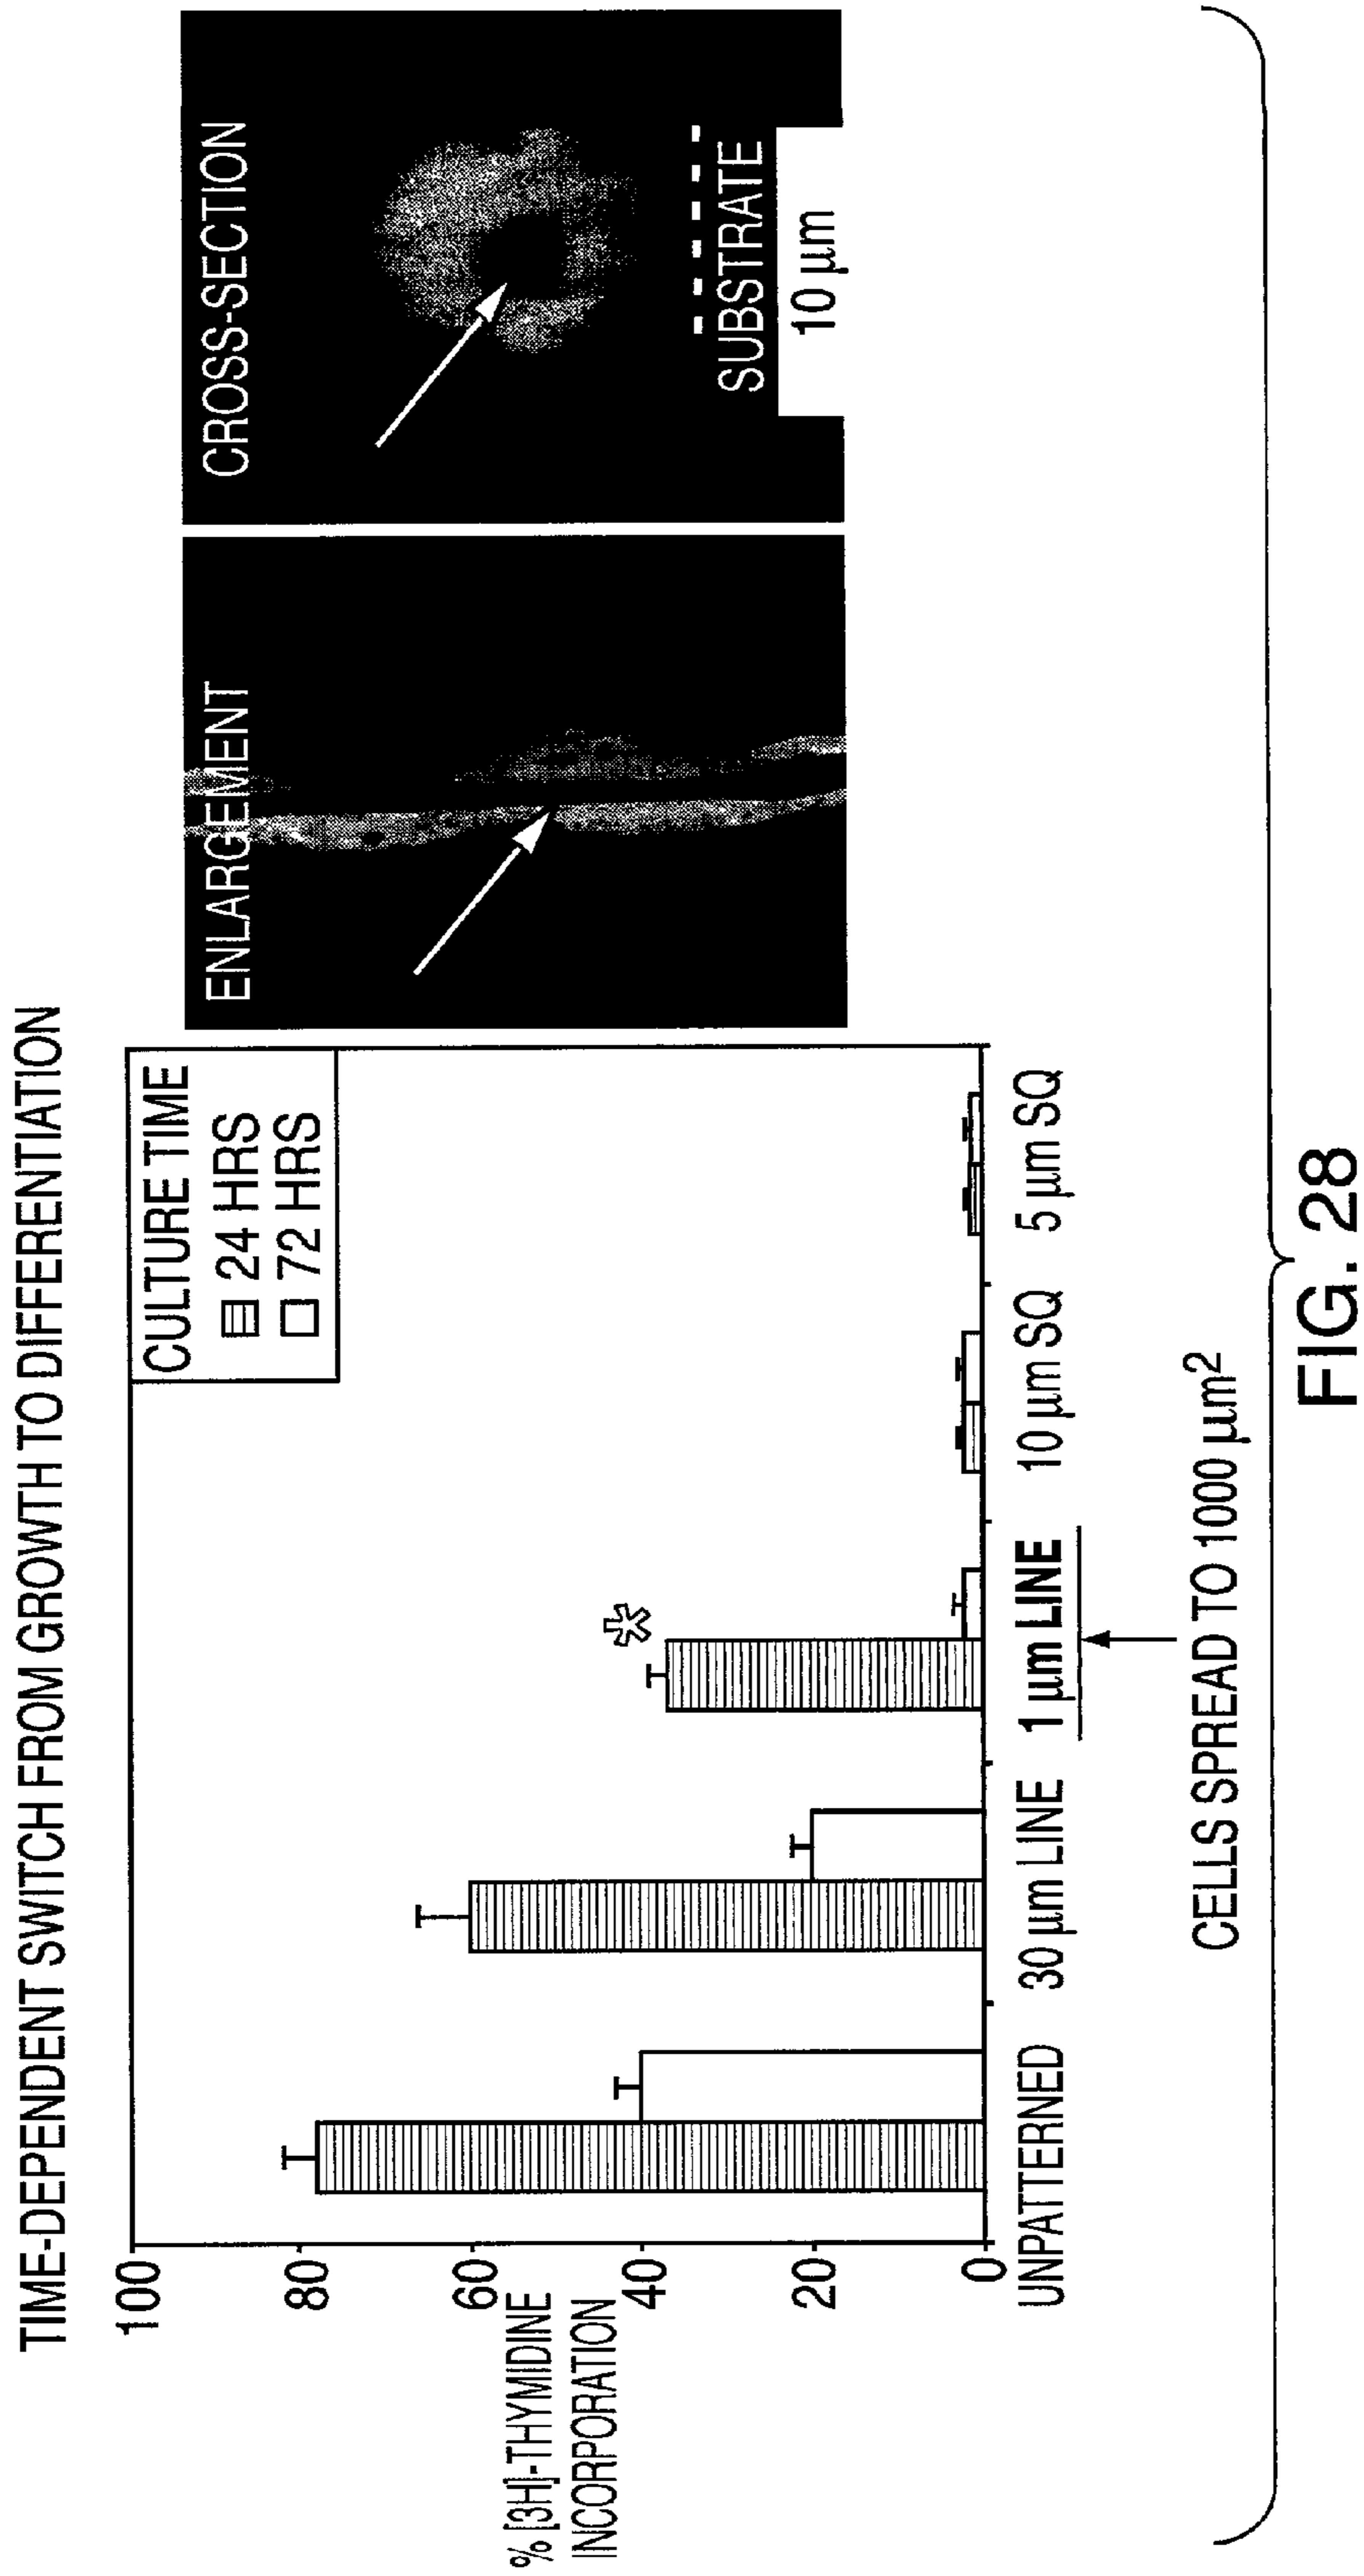 TIME-DEPENDENT SWITCH FROM GROWTH TO DIFFERENTIATION
100
80
60
40
20
0
% [3H]-THYMIDINE
INCORPORATION
CULTURE TIME
24 HRS
72 HRS
*
UNPATTERNED
30 µm LINE
1 µm LINE
10 µm SQ
5 µm SQ
CELLS SPREAD TO 1000 µm²
ENLARGEMENT
CROSS-SECTION
SUBSTRATE
10 µm
FIG. 28